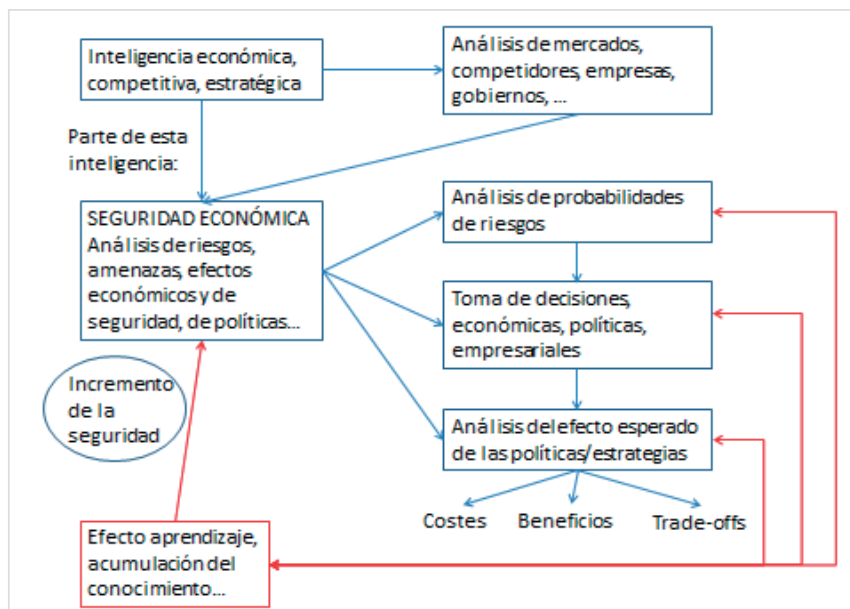 Inteligencia económica,
competitiva, estratégica
Análisis de mercados,
competidores, empresas,
gobiernos, ...
Parte de esta
inteligencia:
SEGURIDAD ECONÓMICA
Análisis de riesgos,
amenazas, efectos
económicos y de
seguridad, de políticas...
Análisis de probabilidades
de riesgos
Toma de decisiones,
económicas, políticas,
empresariales
Análisis del efecto esperado
de las políticas/estrategias
Costes
Beneficios
Trade-offs
Incremento
de la
seguridad
Efecto aprendizaje,
acumulación del
conocimiento...